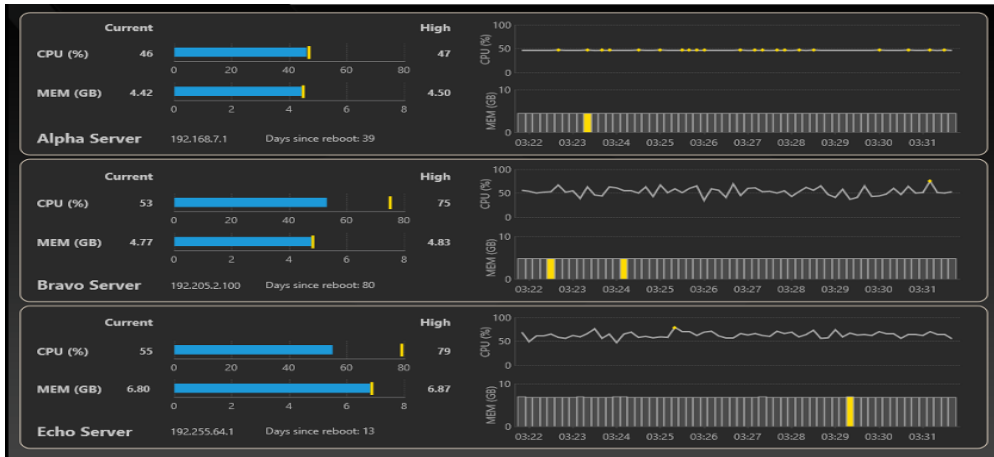 Current High
CPU (%) 46 47
0 20 40 60 80
MEM (GB) 4.42 4.50
0 2 4 6 8
Alpha Server 192.168.7.1 Days since reboot: 39
100
CPU (%) 50
0
10
MEM (GB)
0
03:22 03:23 03:24 03:25 03:26 03:27 03:28 03:29 03:30 03:31
Current High
CPU (%) 53 75
0 20 40 60 80
MEM (GB) 4.77 4.83
0 2 4 6 8
Bravo Server 192.205.2.100 Days since reboot: 80
100
CPU (%) 50
0
10
MEM (GB)
0
03:22 03:23 03:24 03:25 03:26 03:27 03:28 03:29 03:30 03:31
Current High
CPU (%) 55 79
0 20 40 60 80
MEM (GB) 6.80 6.87
0 2 4 6 8
Echo Server 192.255.64.1 Days since reboot: 13
100
CPU (%) 50
0
10
MEM (GB)
0
03:22 03:23 03:24 03:25 03:26 03:27 03:28 03:29 03:30 03:31